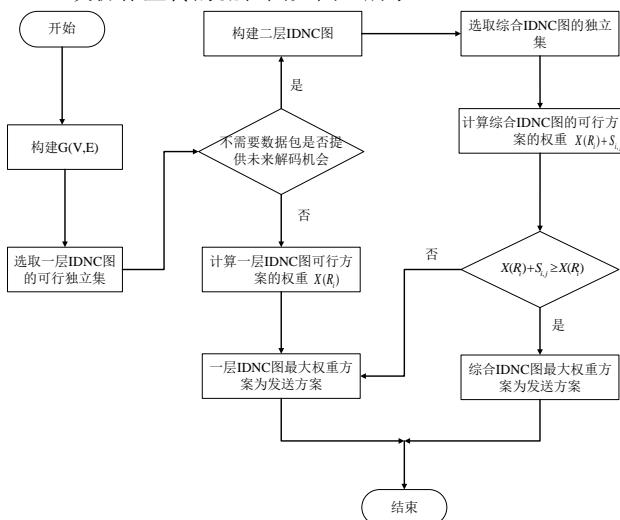 开始
构建G(V,E)
选取一层IDNC图
的可行独立集
构建二层IDNC图
是
不需要数据包是否提
供未来解码机会
否
计算一层IDNC图可行方
案的权重 X(Rᵢ)
一层IDNC图最大权重方
案为发送方案
选取综合IDNC图的独立
集
计算综合IDNC图的可行方
案的权重 X(Rᵢ)+Sᵢ,
否
X(Rᵢ)+Sᵢ,ⱼ≥X(Rᵢ)
是
综合IDNC图最大权重方
案为发送方案
结束